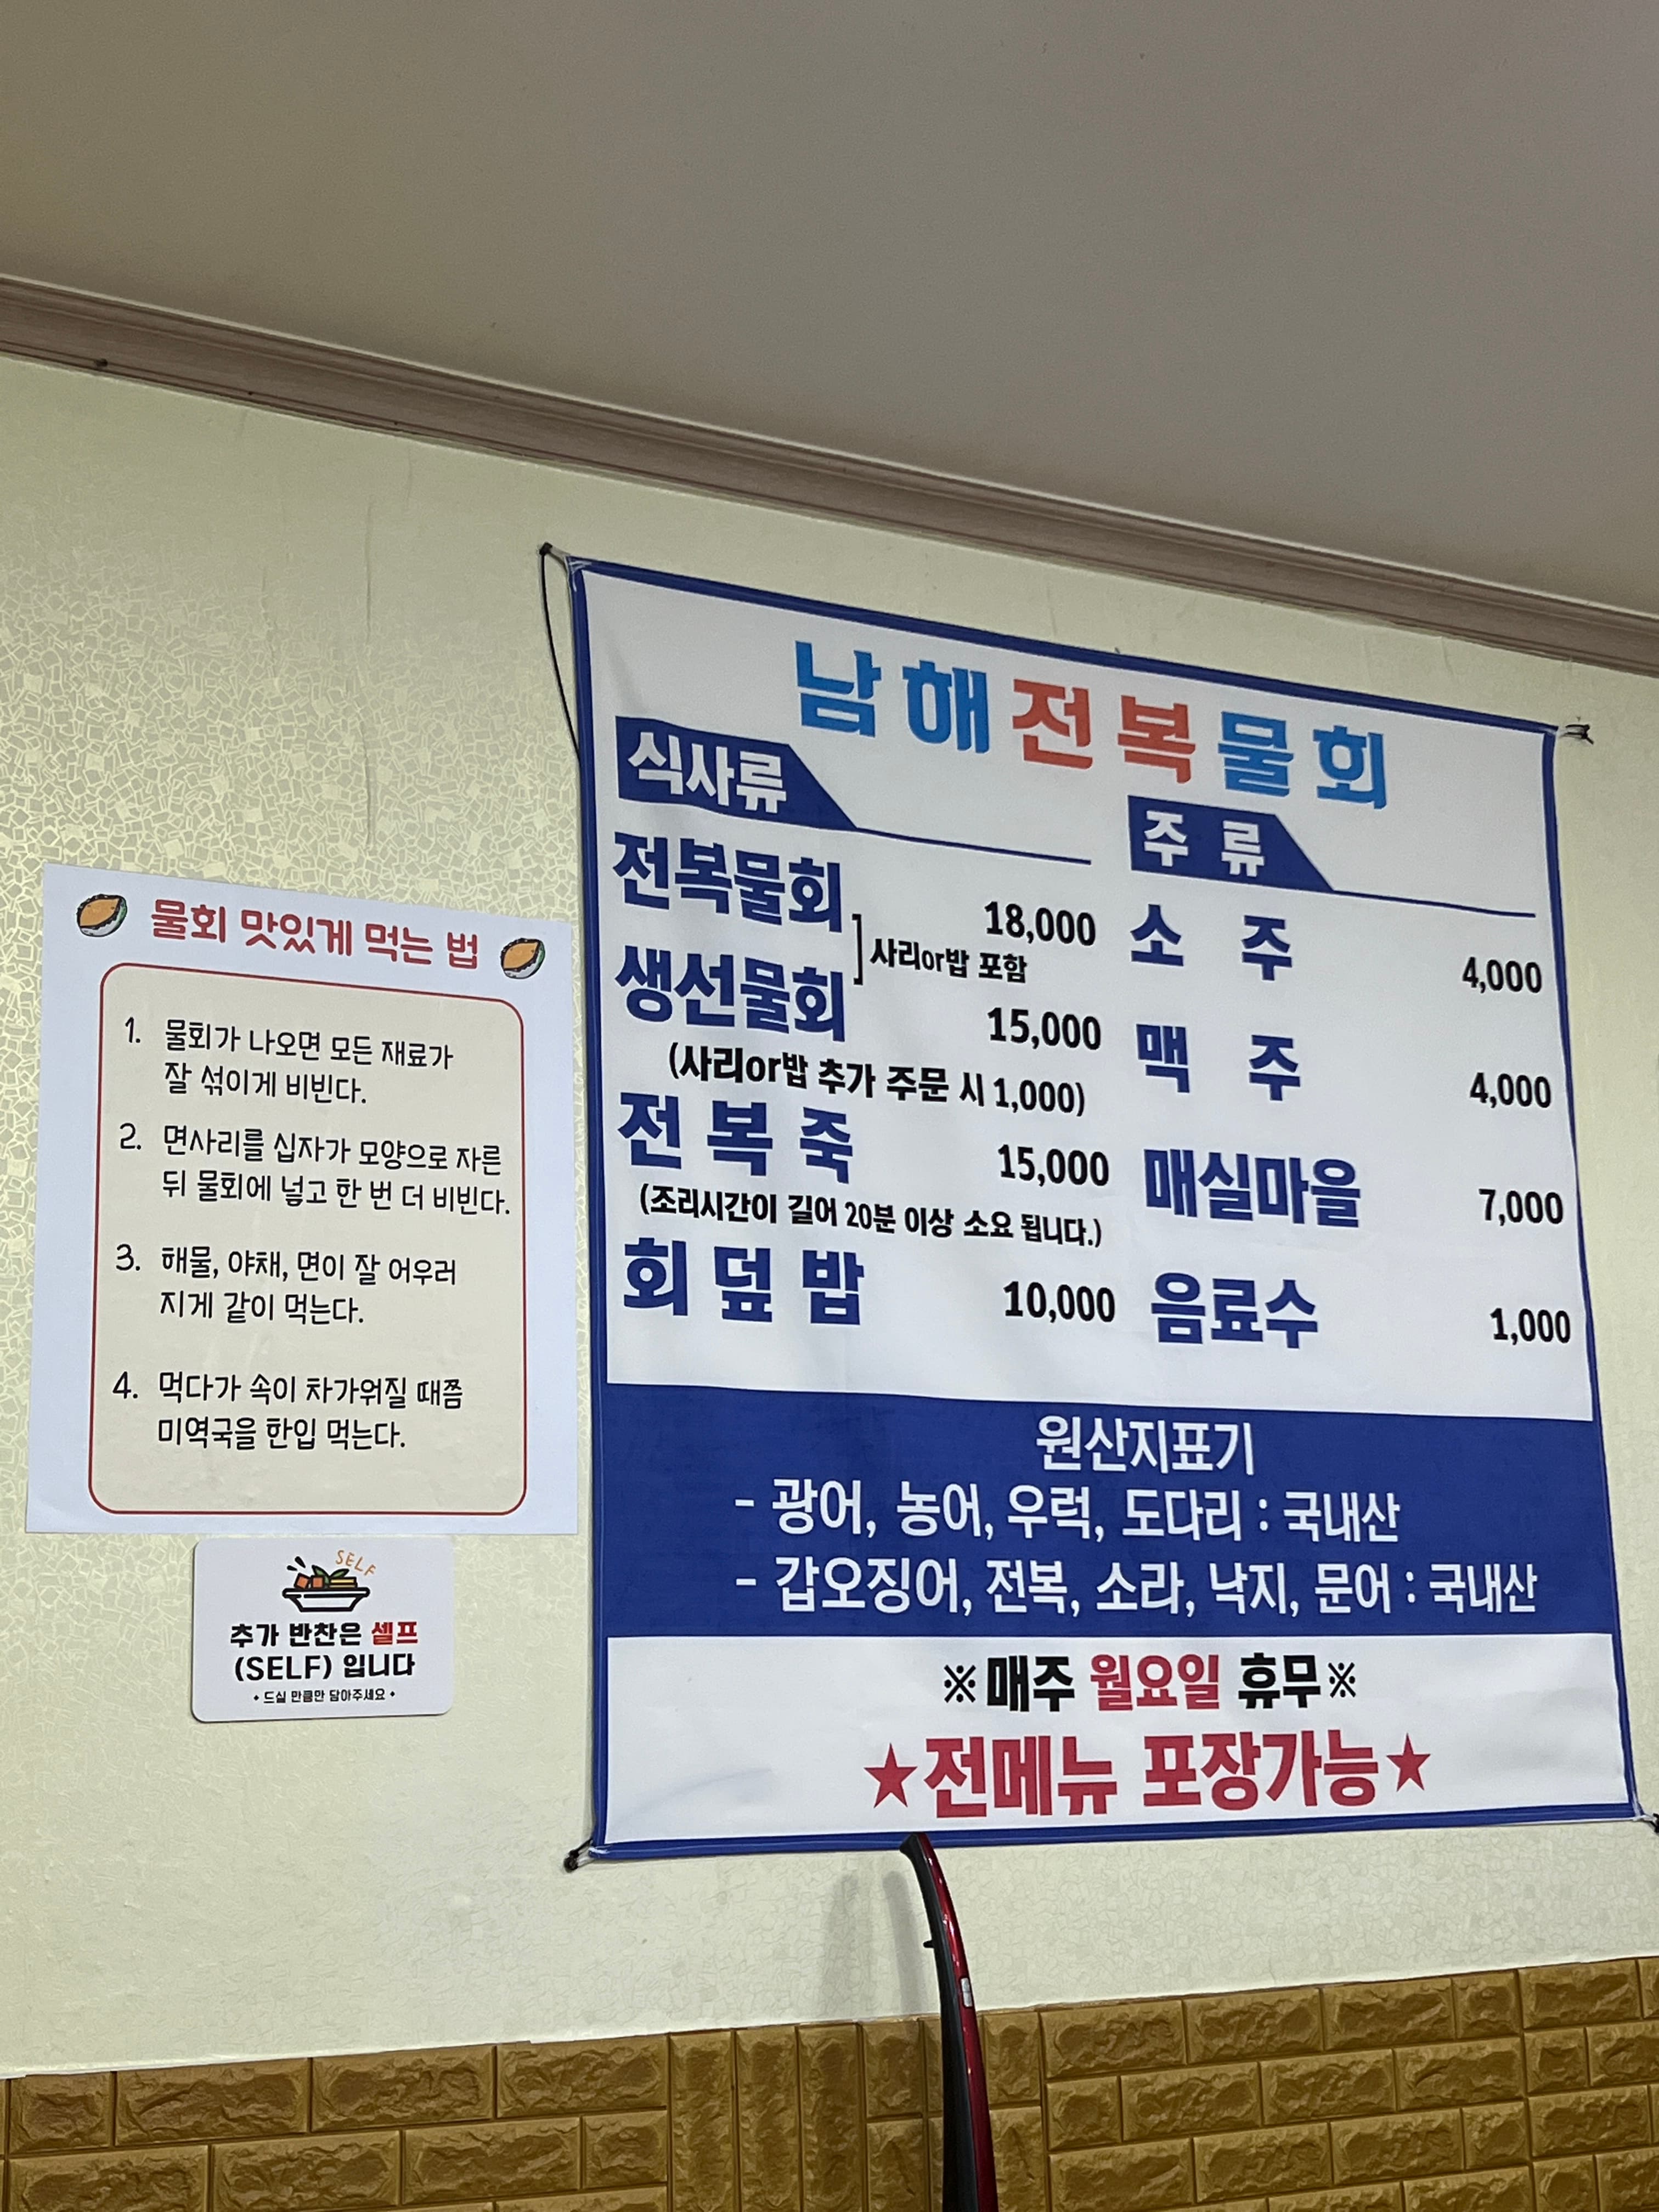 물회 맛있게 먹는 법
1. 물회가 나오면 모든 재료가
잘 섞이게 비빈다.
2. 면사리를 십자가 모양으로 자른
뒤 물회에 넣고 한 번 더 비빈다.
3. 해물, 야채, 면이 잘 어우러
지게 같이 먹는다.
4. 먹다가 속이 차가워질 때쯤
미역국을 한입 먹는다.
SELF
추가 반찬은 셀프
(SELF) 입니다
• 드실 만큼만 담아주세요 •
남해전복물회
식사류
전복물회 18,000
사리or밥 포함
생선물회 15,000
(사리or밥 추가 주문 시 1,000)
전복죽 15,000
(조리시간이 길어 20분 이상 소요 됩니다.)
회덮밥 10,000
주류
소주 4,000
맥주 4,000
매실마을 7,000
음료수 1,000
원산지표기
- 광어, 농어, 우럭, 도다리 : 국내산
- 갑오징어, 전복, 소라, 낙지, 문어 : 국내산
※매주 월요일 휴무※
★전메뉴 포장가능★